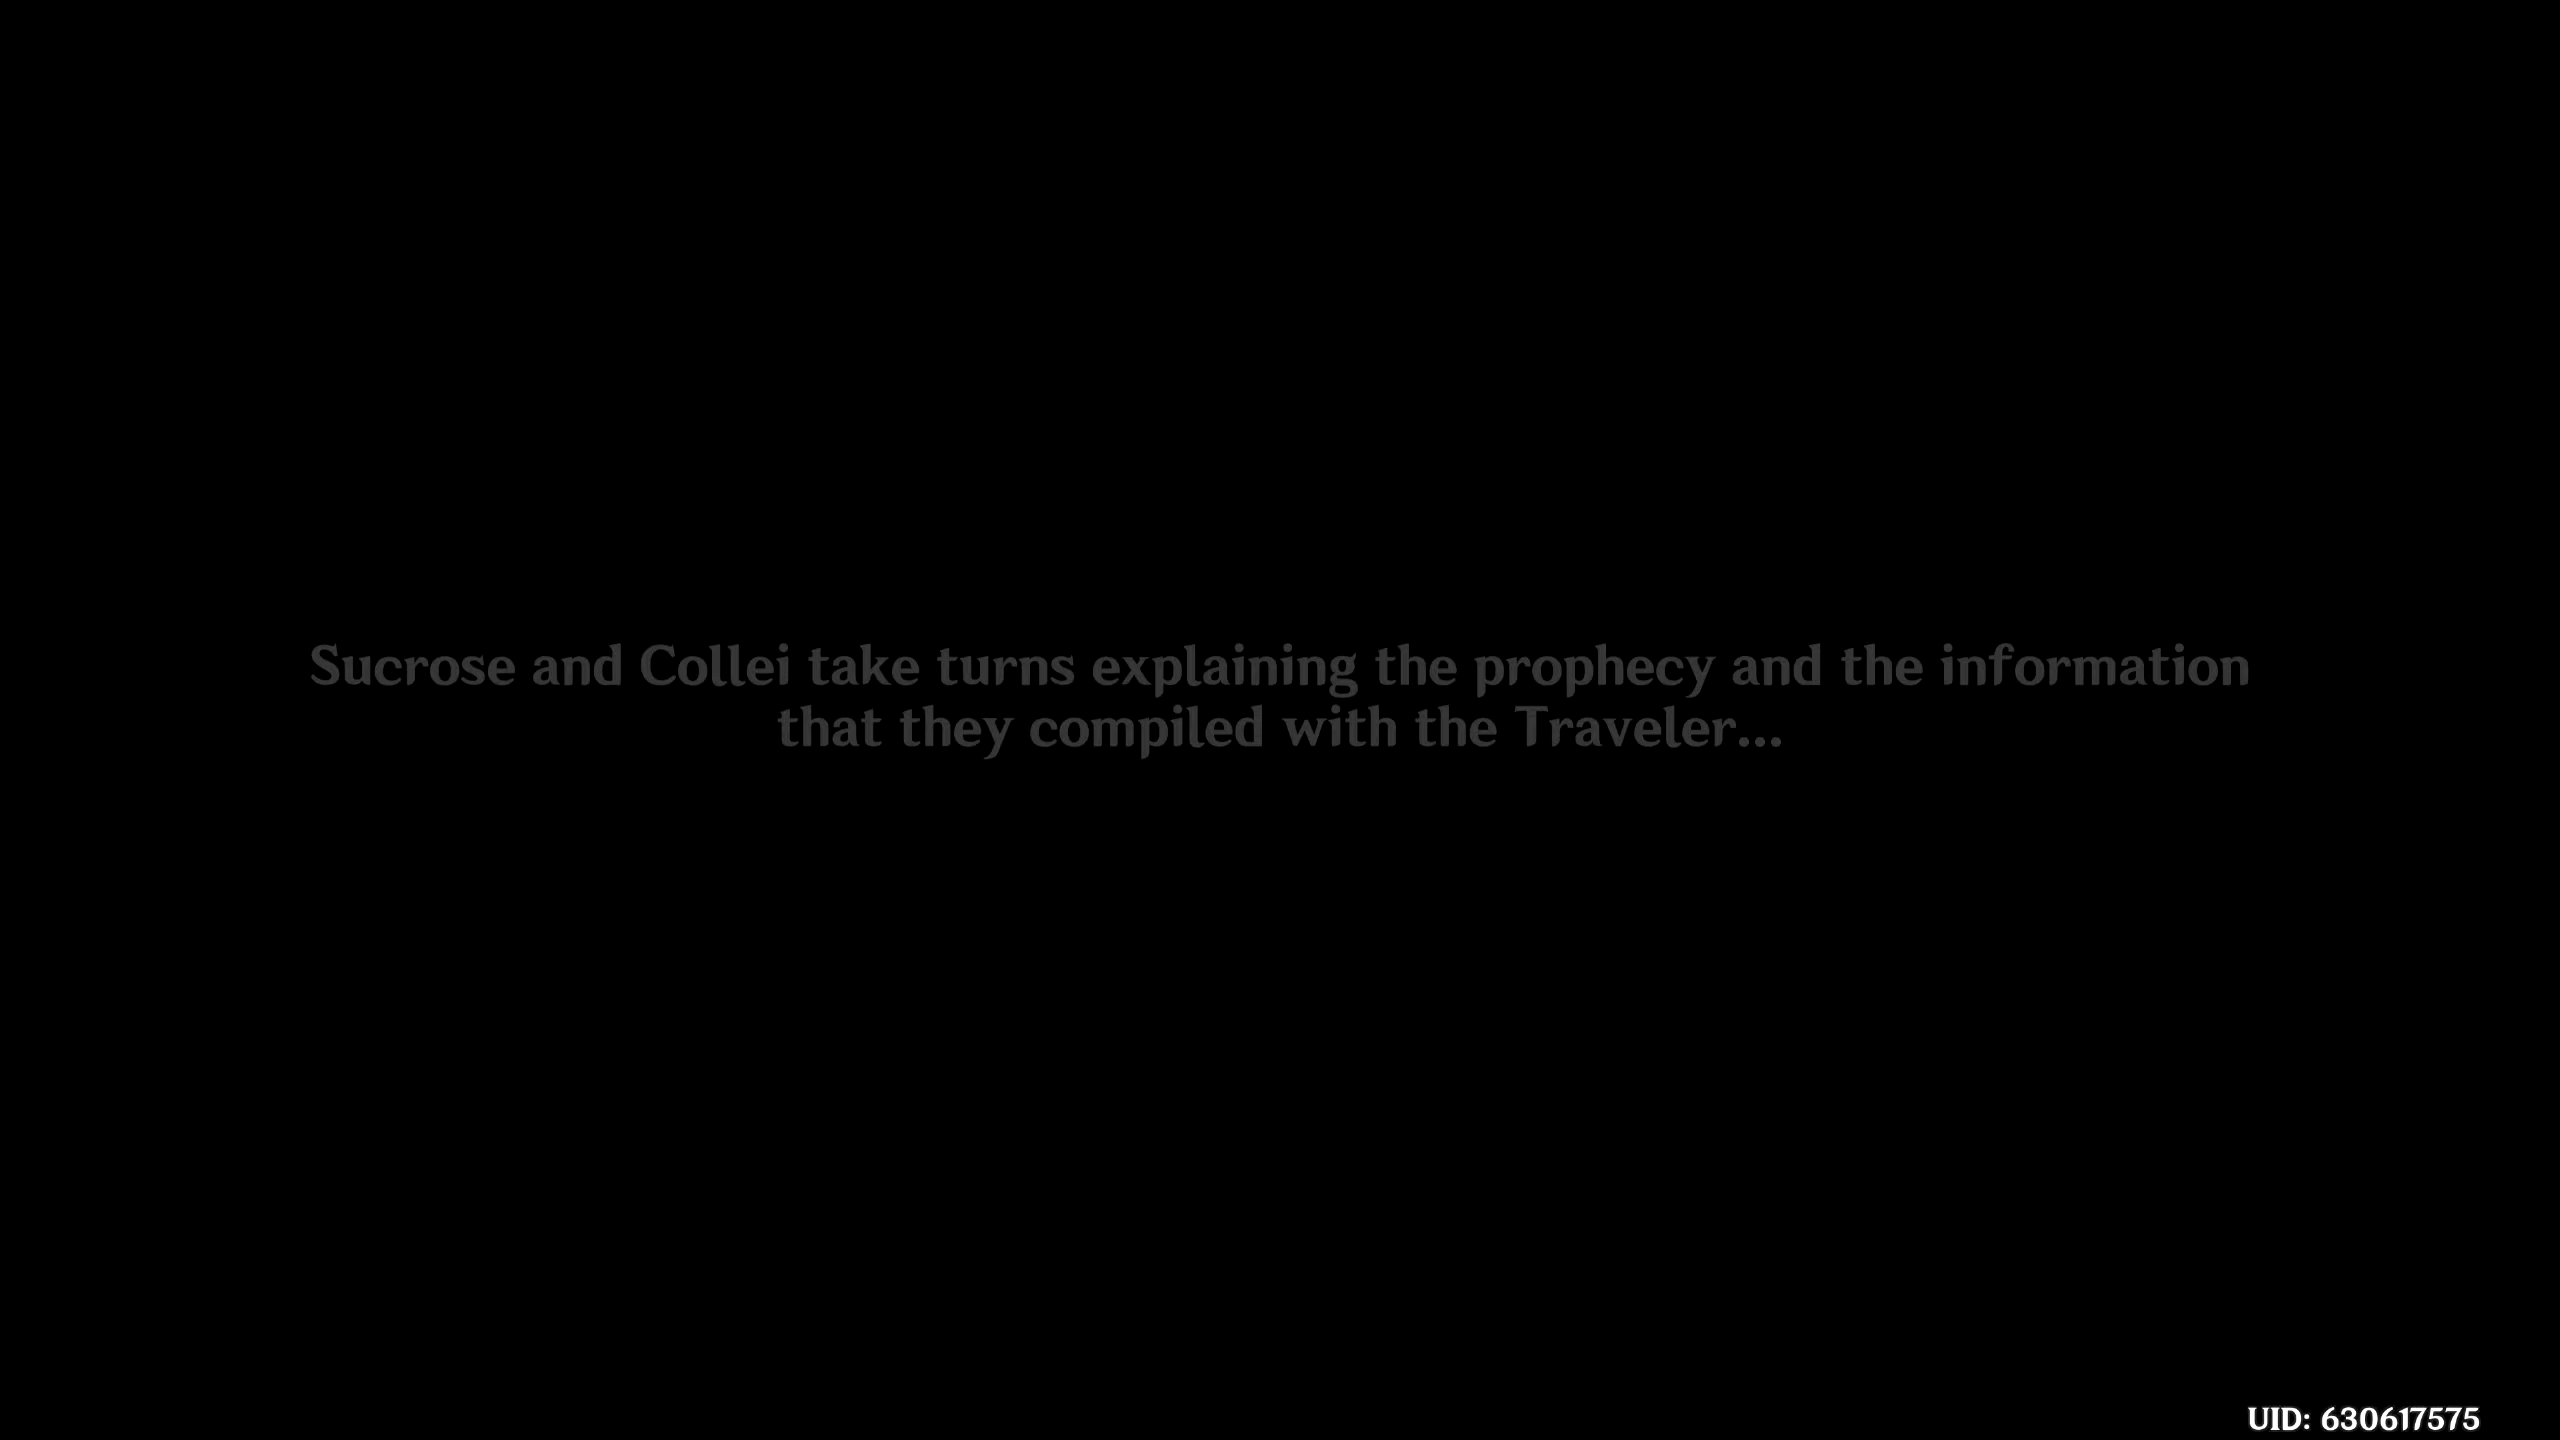 Sucrose and Collei take turns explaining the prophecy and the information
that they compiled with the Traveler...
UID: 630617575